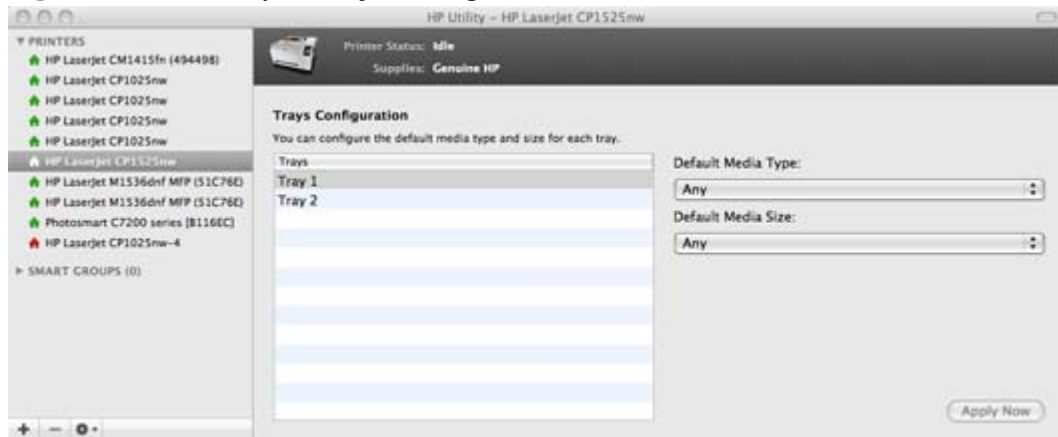 HP Utility – HP LaserJet CP1525nw
PRINTERS
HP LaserJet CM1415fn (494498)
HP LaserJet CP1025nw
HP LaserJet CP1025nw
HP LaserJet CP1025nw
HP LaserJet CP1025nw
HP LaserJet CP1525nw
HP LaserJet M1536dnf MFP (51C76E)
HP LaserJet M1536dnf MFP (51C76E)
Photosmart C7200 series [B116EC]
HP LaserJet CP1025nw-4
SMART GROUPS (0)
Printer Status: Idle
Supplies: Genuine HP
Trays Configuration
You can configure the default media type and size for each tray.
Trays
Tray 1
Tray 2
Default Media Type:
Any
Default Media Size:
Any
Apply Now